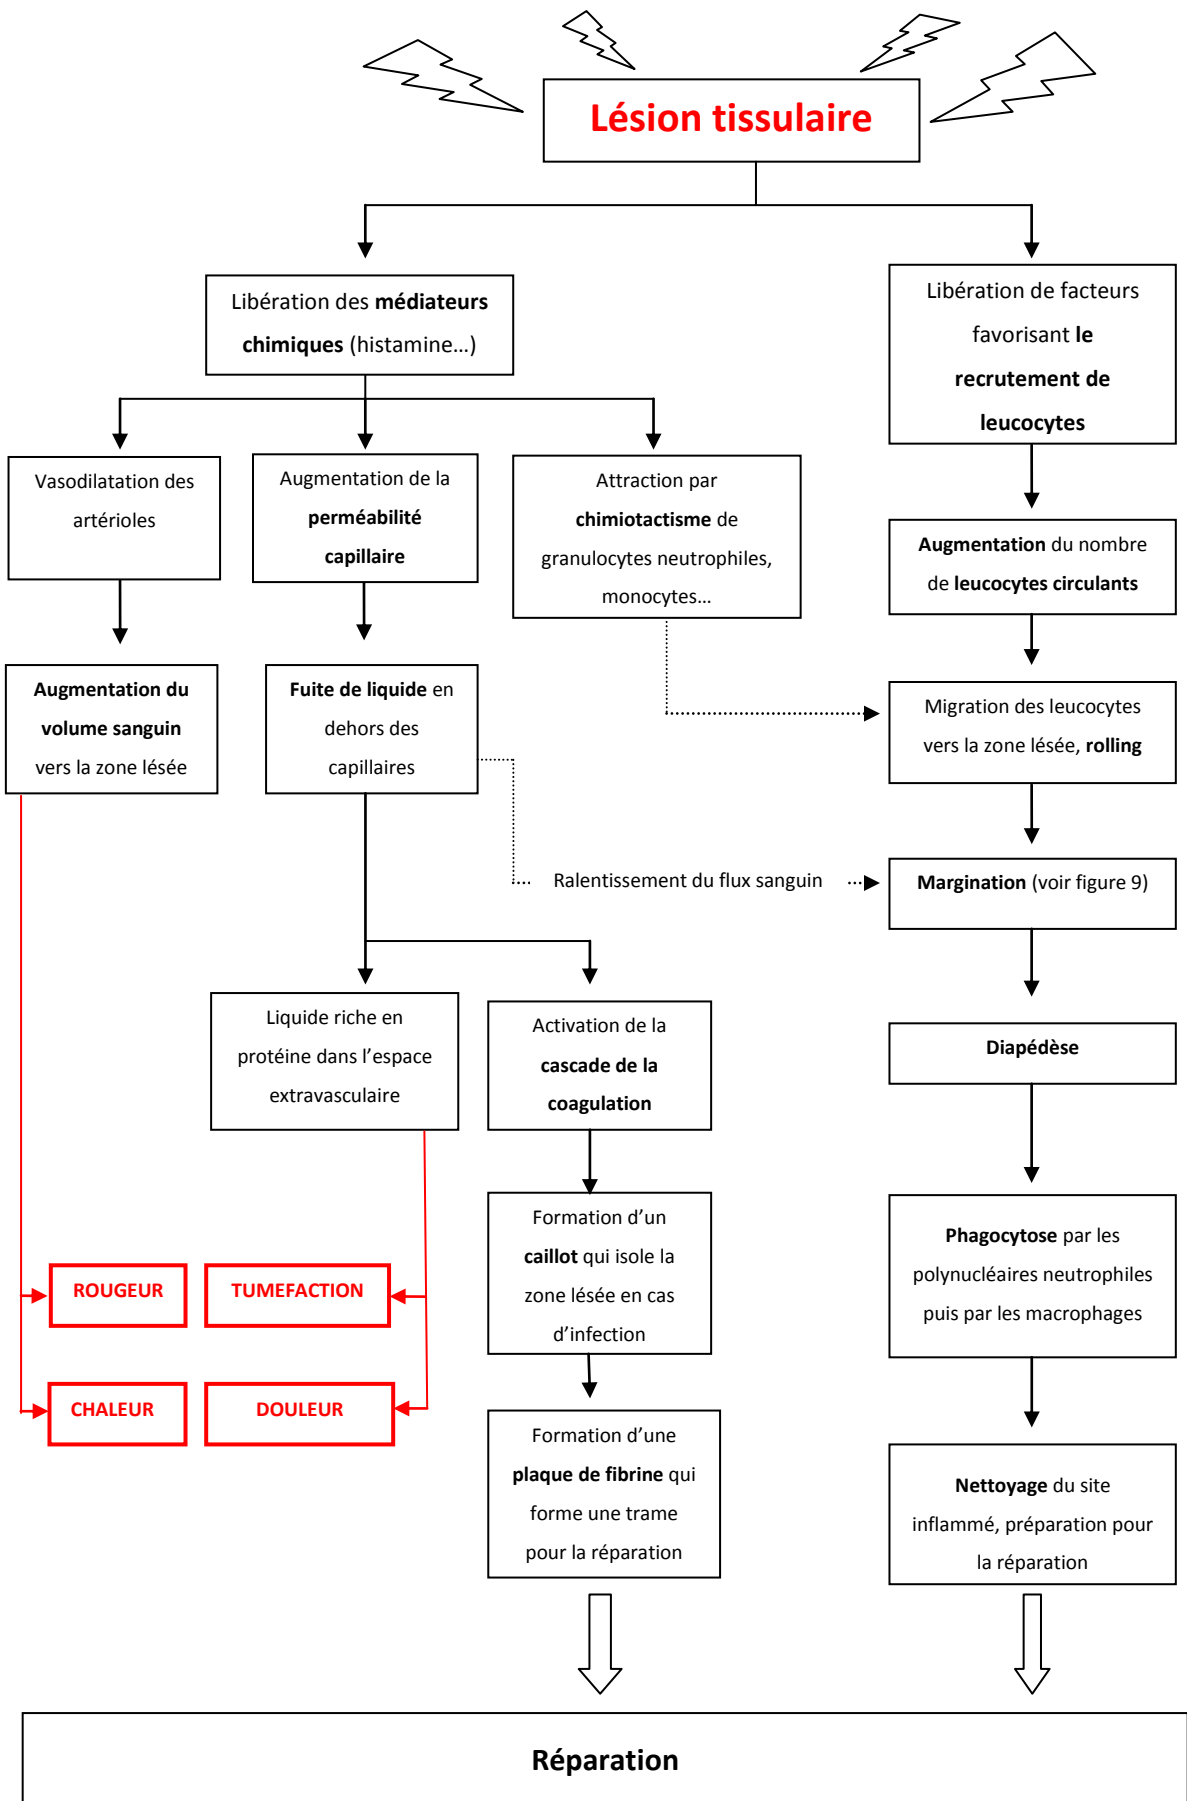 Lésion tissulaire
Libération des médiateurs
chimiques (histamine…)
Libération de facteurs
favorisant le
recrutement de
leucocytes
Vasodilatation des
artérioles
Augmentation de la
perméabilité
capillaire
Attraction par
chimiotactisme de
granulocytes neutrophiles,
monocytes…
Augmentation du nombre
de leucocytes circulants
Augmentation du
volume sanguin
vers la zone lésée
Fuite de liquide en
dehors des
capillaires
Migration des leucocytes
vers la zone lésée, rolling
Ralentissement du flux sanguin
Margination (voir figure 9)
Liquide riche en
protéine dans l’espace
extravasculaire
Activation de la
cascade de la
coagulation
Diapédèse
Formation d’un
caillot qui isole la
zone lésée en cas
d’infection
Phagocytose par les
polynucléaires neutrophiles
puis par les macrophages
ROUGEUR
TUMEFACTION
CHALEUR
DOULEUR
Formation d’une
plaque de fibrine qui
forme une trame
pour la réparation
Nettoyage du site
inflammé, préparation pour
la réparation
Réparation